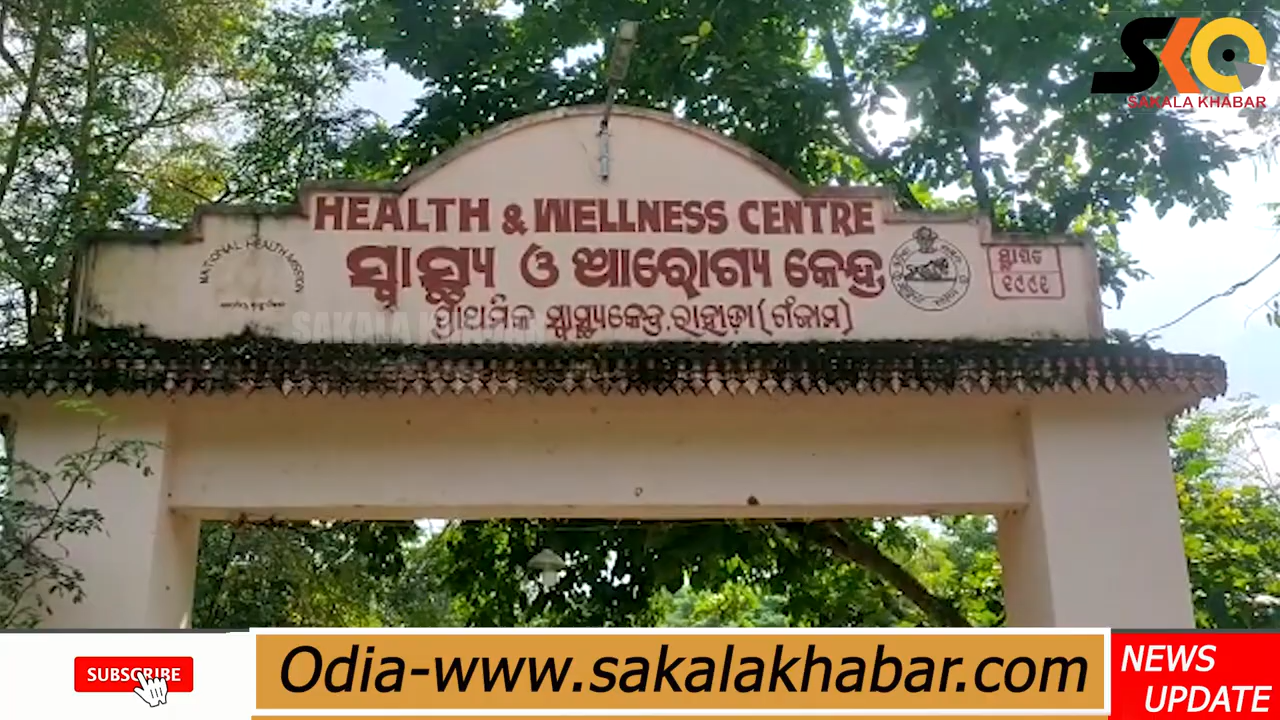 SKQ
SAKALA KHABAR
HEALTH & WELLNESS CENTRE
NATIONAL HEALTH MISSION
ସ୍ୱାସ୍ଥ୍ୟ ଓ ଆରୋଗ୍ୟ କେନ୍ଦ୍ର
ସ୍ଥାପିତ
୧୯୯୧
ପ୍ରାଥମିକ ସ୍ୱାସ୍ଥ୍ୟକେନ୍ଦ୍ର, ରାହାଡ଼ା (ଗଂଜାମ)
SAKALA KHABAR
SUBSCRIBE
Odia-www.sakalakhabar.com
NEWS
UPDATE